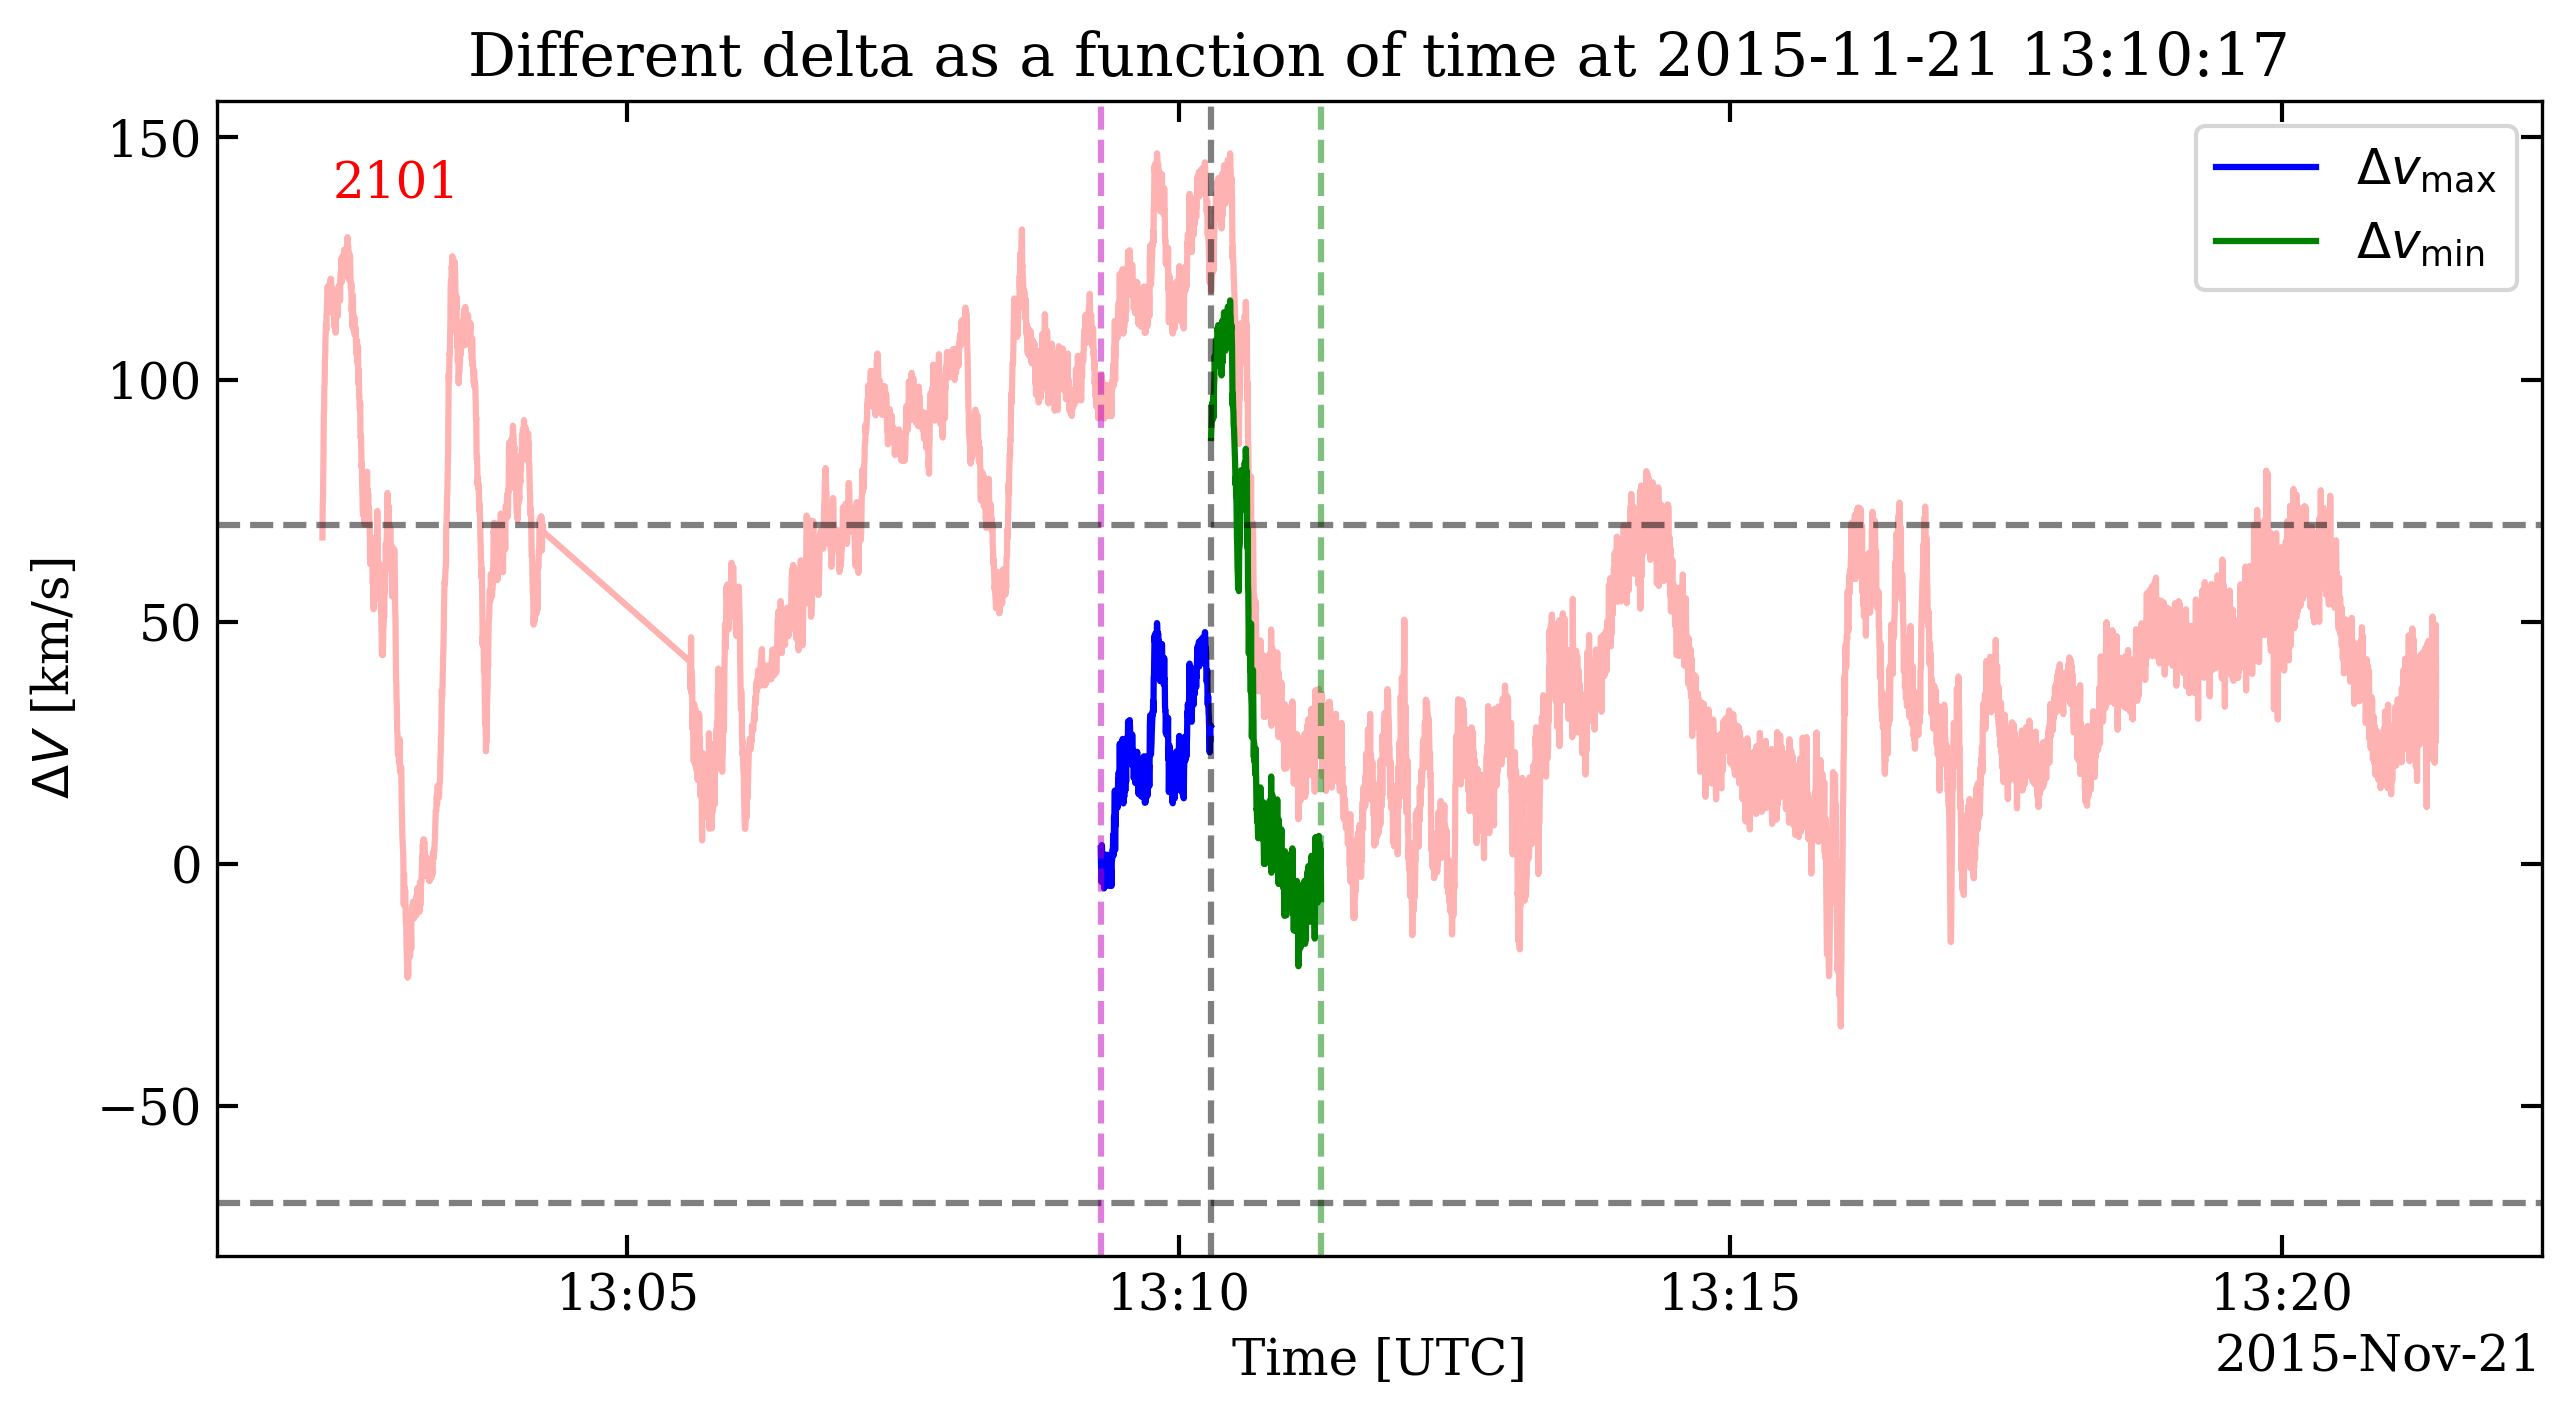 Different delta as a function of time at 2015-11-21 13:10:17
2101
Δv_max
Δv_min
150
100
50
0
−50
ΔV [km/s]
13:05 13:10 13:15 13:20
Time [UTC]
2015-Nov-21